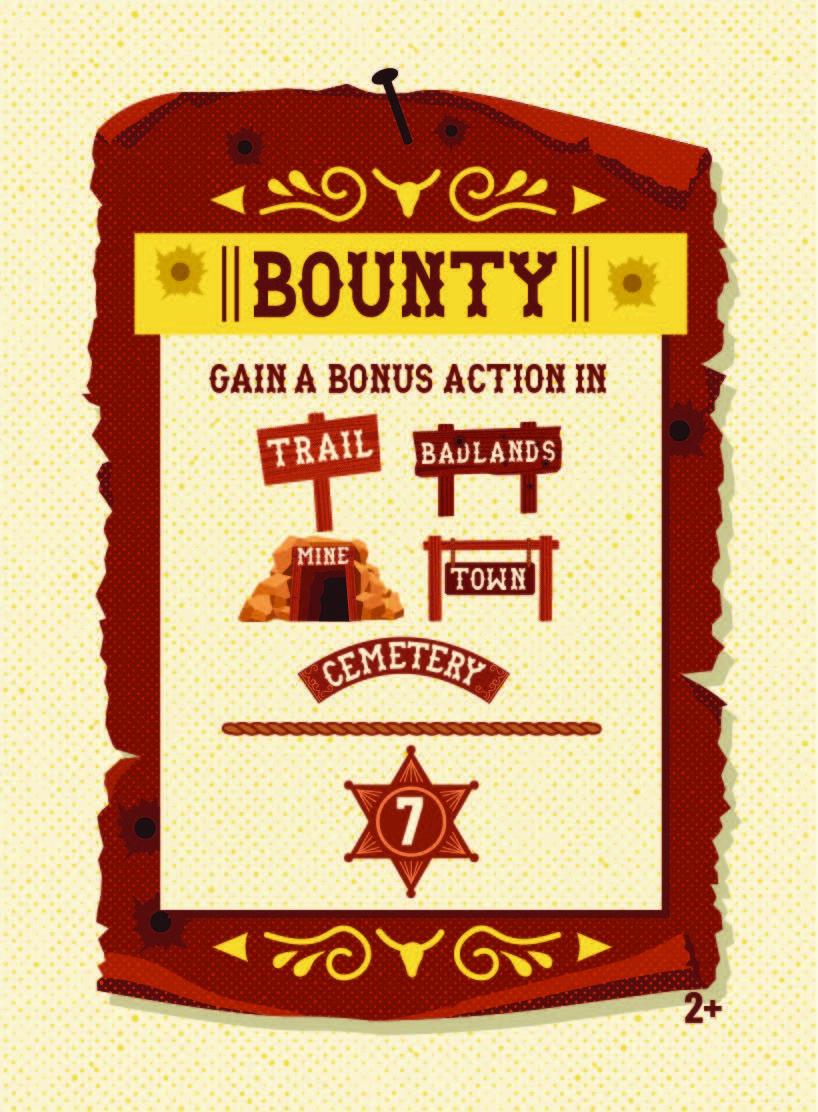 BOUNTY
GAIN A BONUS ACTION IN
TRAIL
BADLANDS
MINE
TOWN
CEMETERY
7
2+